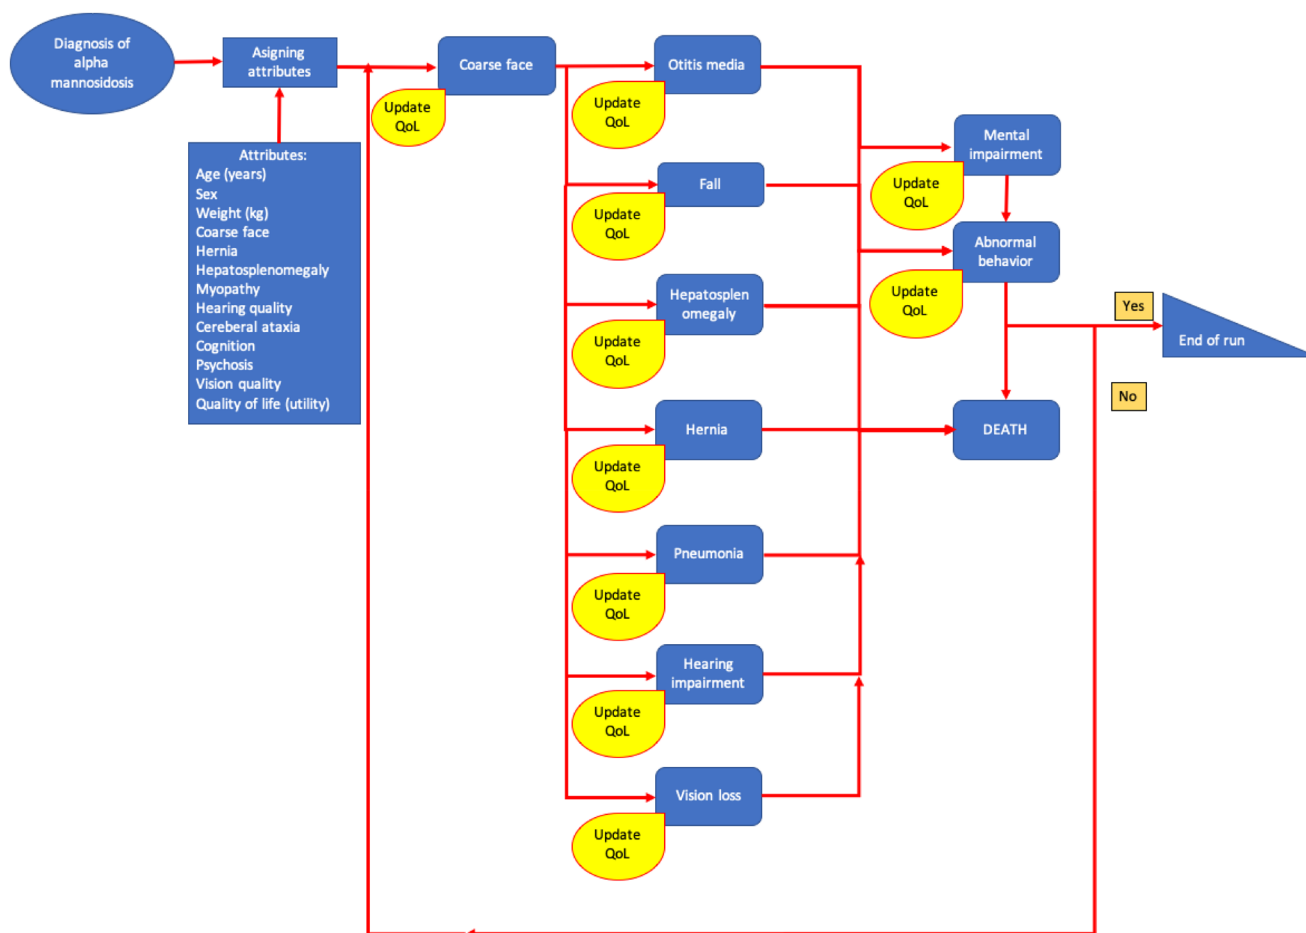 Diagnosis of
alpha
mannosidosis
Asigning
attributes
Attributes:
Age (years)
Sex
Weight (kg)
Coarse face
Hernia
Hepatosplenomegaly
Myopathy
Hearing quality
Cerebral ataxia
Cognition
Psychosis
Vision quality
Quality of life (utility)
Coarse face
Update
QoL
Otitis media
Update
QoL
Fall
Update
QoL
Hepatosplen
omegaly
Update
QoL
Hernia
Update
QoL
Pneumonia
Update
QoL
Hearing
impairment
Update
QoL
Vision loss
Update
QoL
Mental
impairment
Update
QoL
Abnormal
behavior
Update
QoL
DEATH
Yes
No
End of run